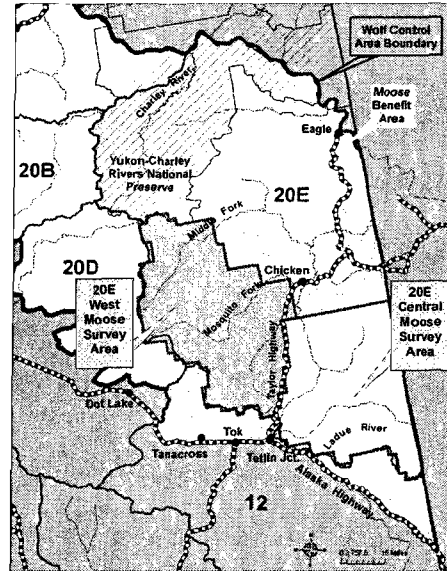 Wolf Control
Area Boundary
Charley River
Moose
Benefit
Area
Eagle
20B
Yukon-Charley
Rivers National
Preserve
20E
Middle Fork
20D
Chicken
20E
West
Moose
Survey
Area
Mosquito Fork
20E
Central
Moose
Survey
Area
Taylor Highway
Dot Lake
Ladue River
Tok
Tanacross
Tetlin Jct.
Alaska Highway
12
15 Miles